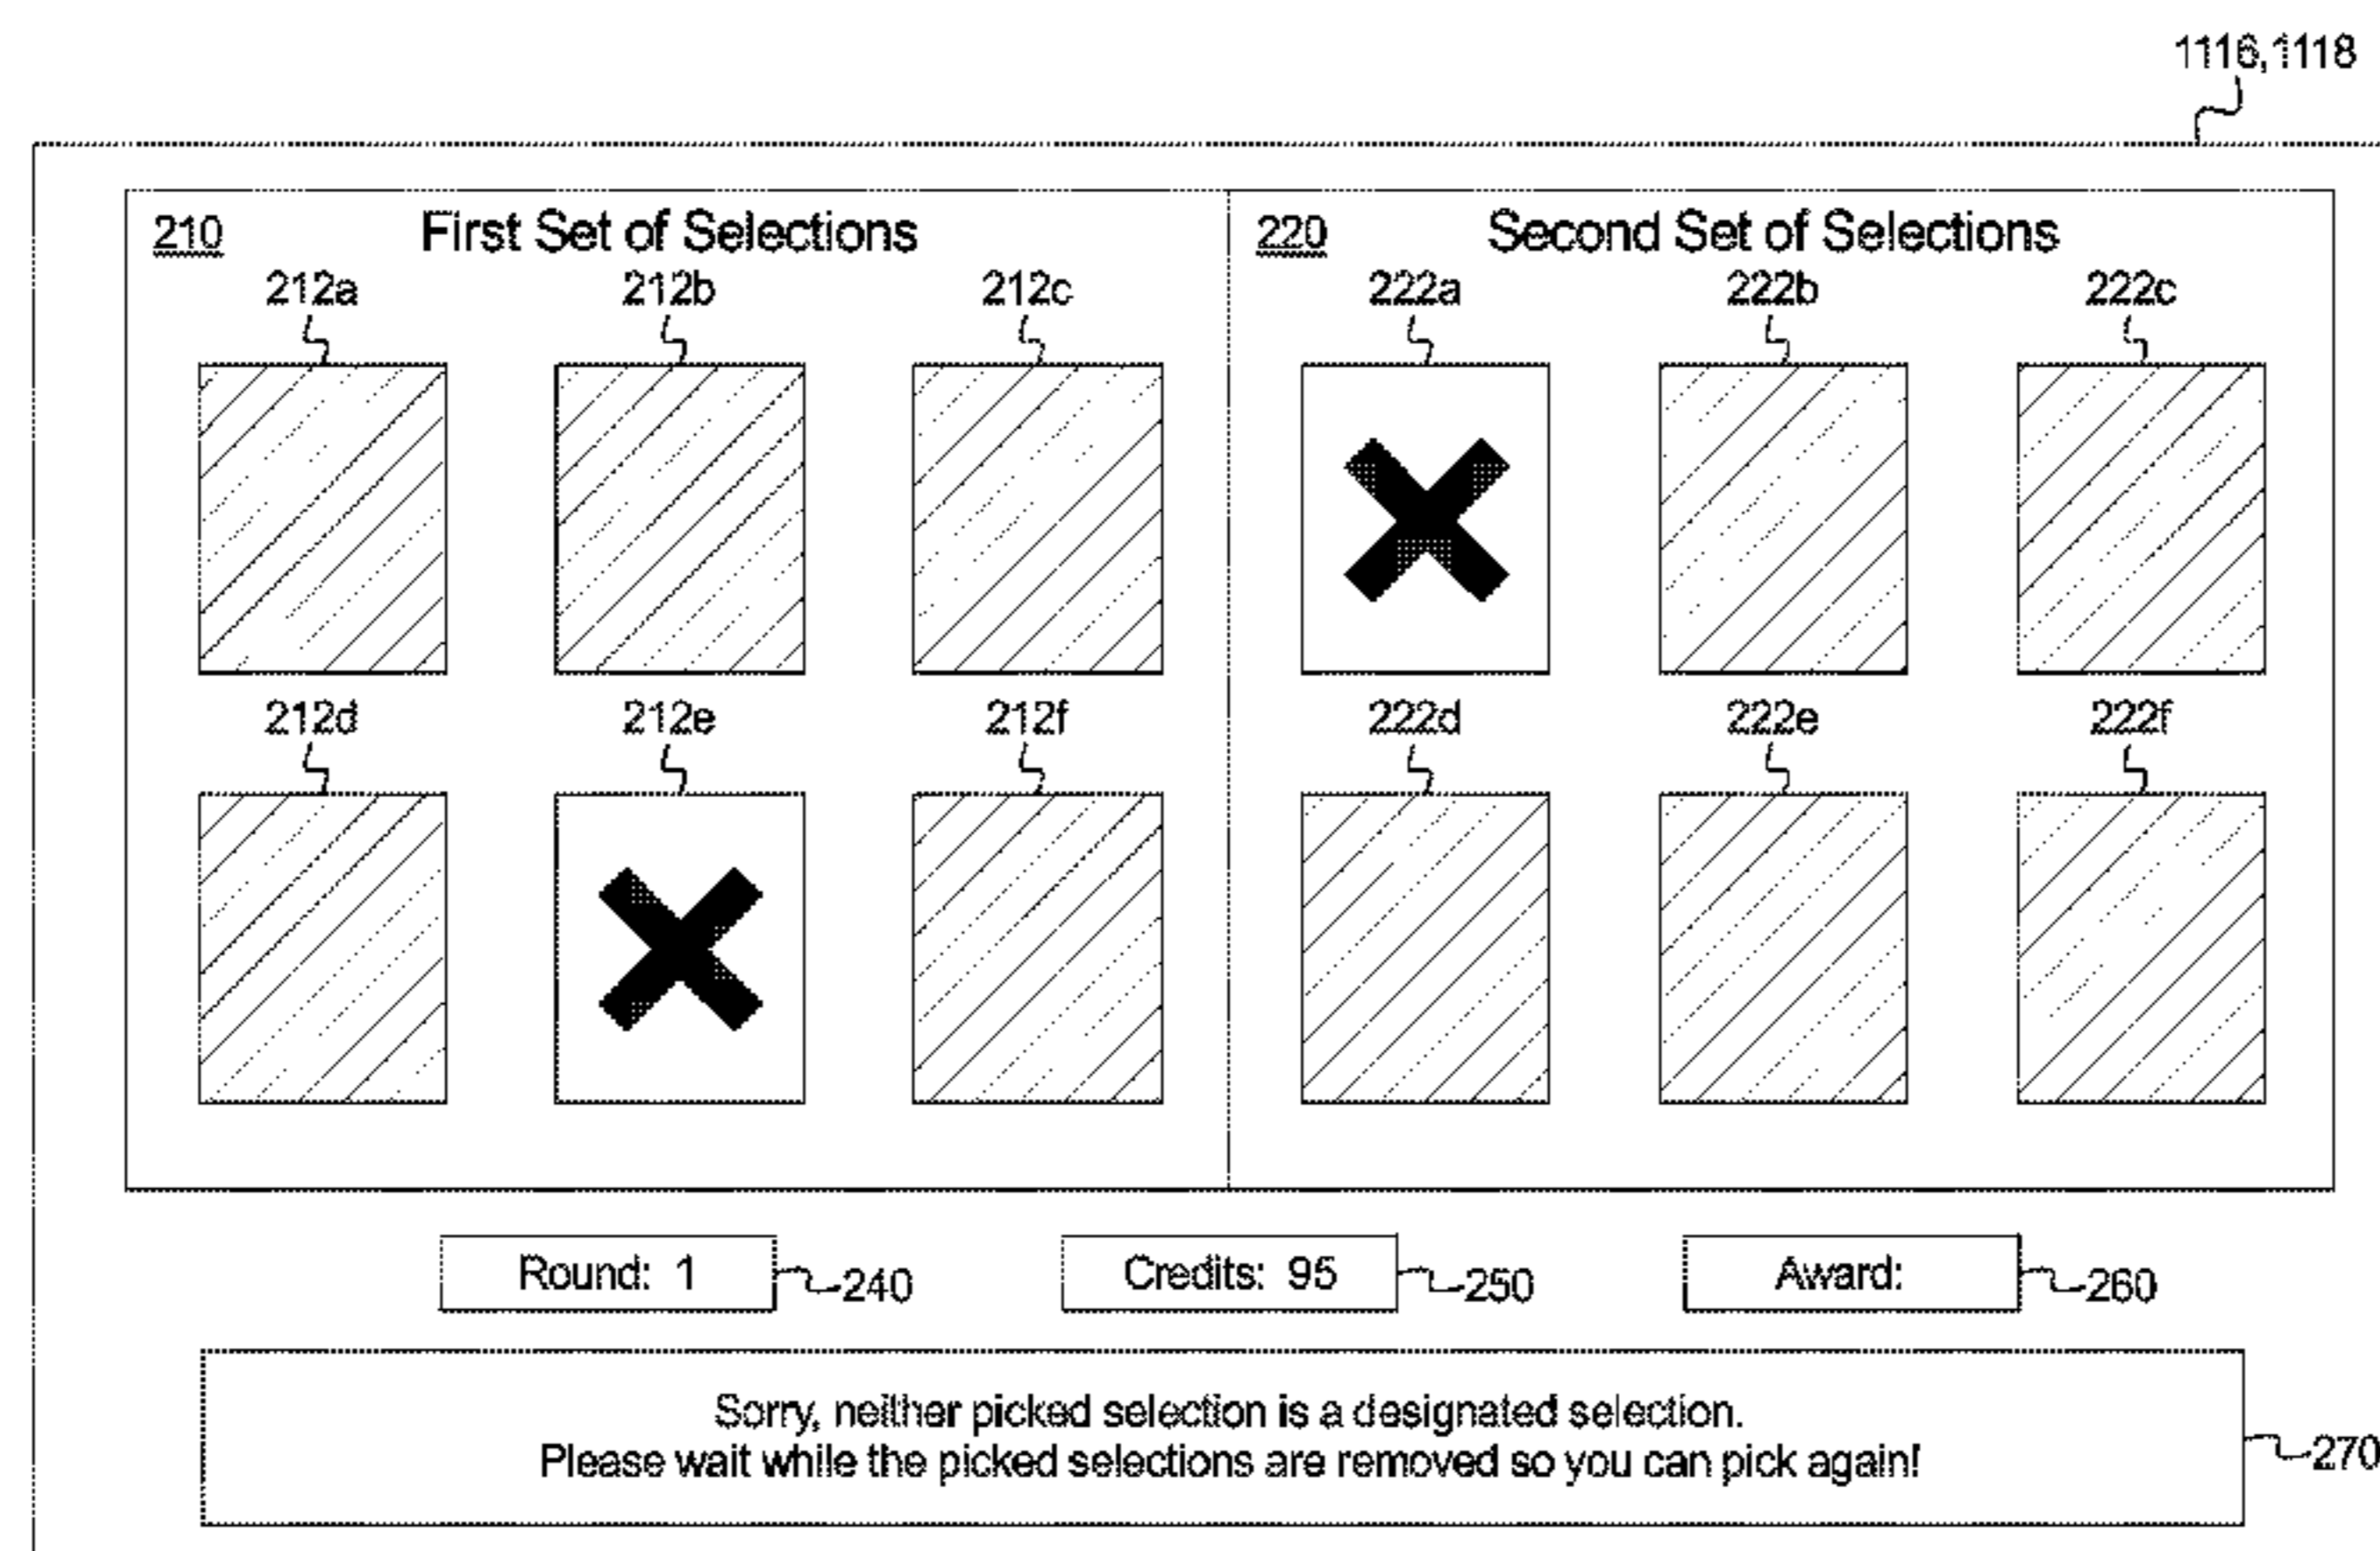 1116,1118
210 First Set of Selections 220 Second Set of Selections
212a 212b 212c 222a 222b 222c
212d 212e 212f 222d 222e 222f
Round: 1 240 Credits: 95 250 Award: 260
Sorry, neither picked selection is a designated selection.
Please wait while the picked selections are removed so you can pick again!
270